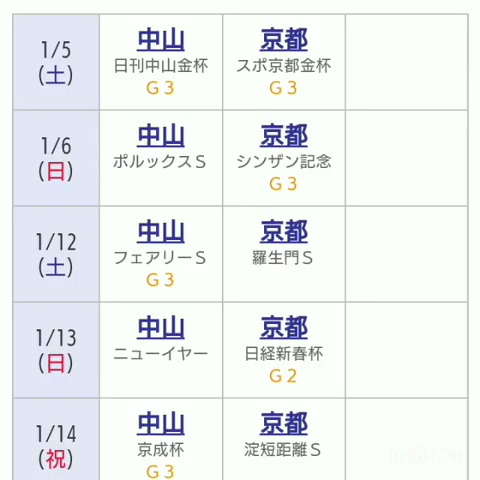 1/5
(土)
中山
日刊中山金杯
G3
京都
スポ京都金杯
G3
1/6
(日)
中山
ポルックスS
京都
シンザン記念
G3
1/12
(土)
中山
フェアリーS
G3
京都
羅生門S
1/13
(日)
中山
ニューイヤー
京都
日経新春杯
G2
1/14
(祝)
中山
京成杯
G3
京都
淀短距離S